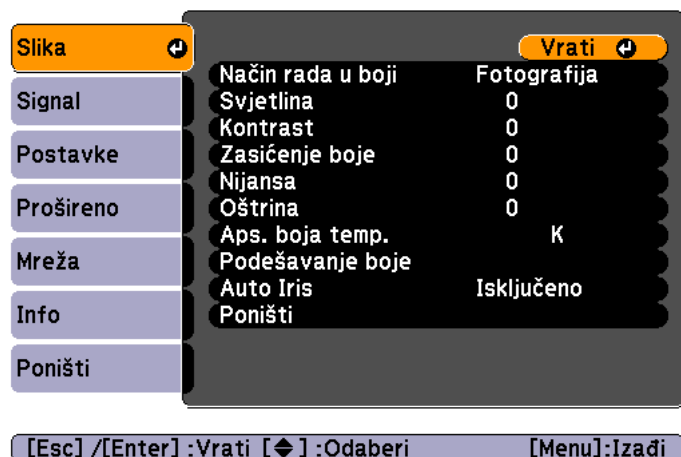 Slika
Signal
Postavke
Prošireno
Mreža
Info
Poništi
Vrati
Način rada u boji Fotografija
Svjetlina 0
Kontrast 0
Zasićenje boje 0
Nijansa 0
Oštrina 0
Aps. boja temp. K
Podešavanje boje
Auto Iris Isključeno
Poništi
[Esc] /[Enter] :Vrati [◆] :Odaberi [Menu]:Izađi